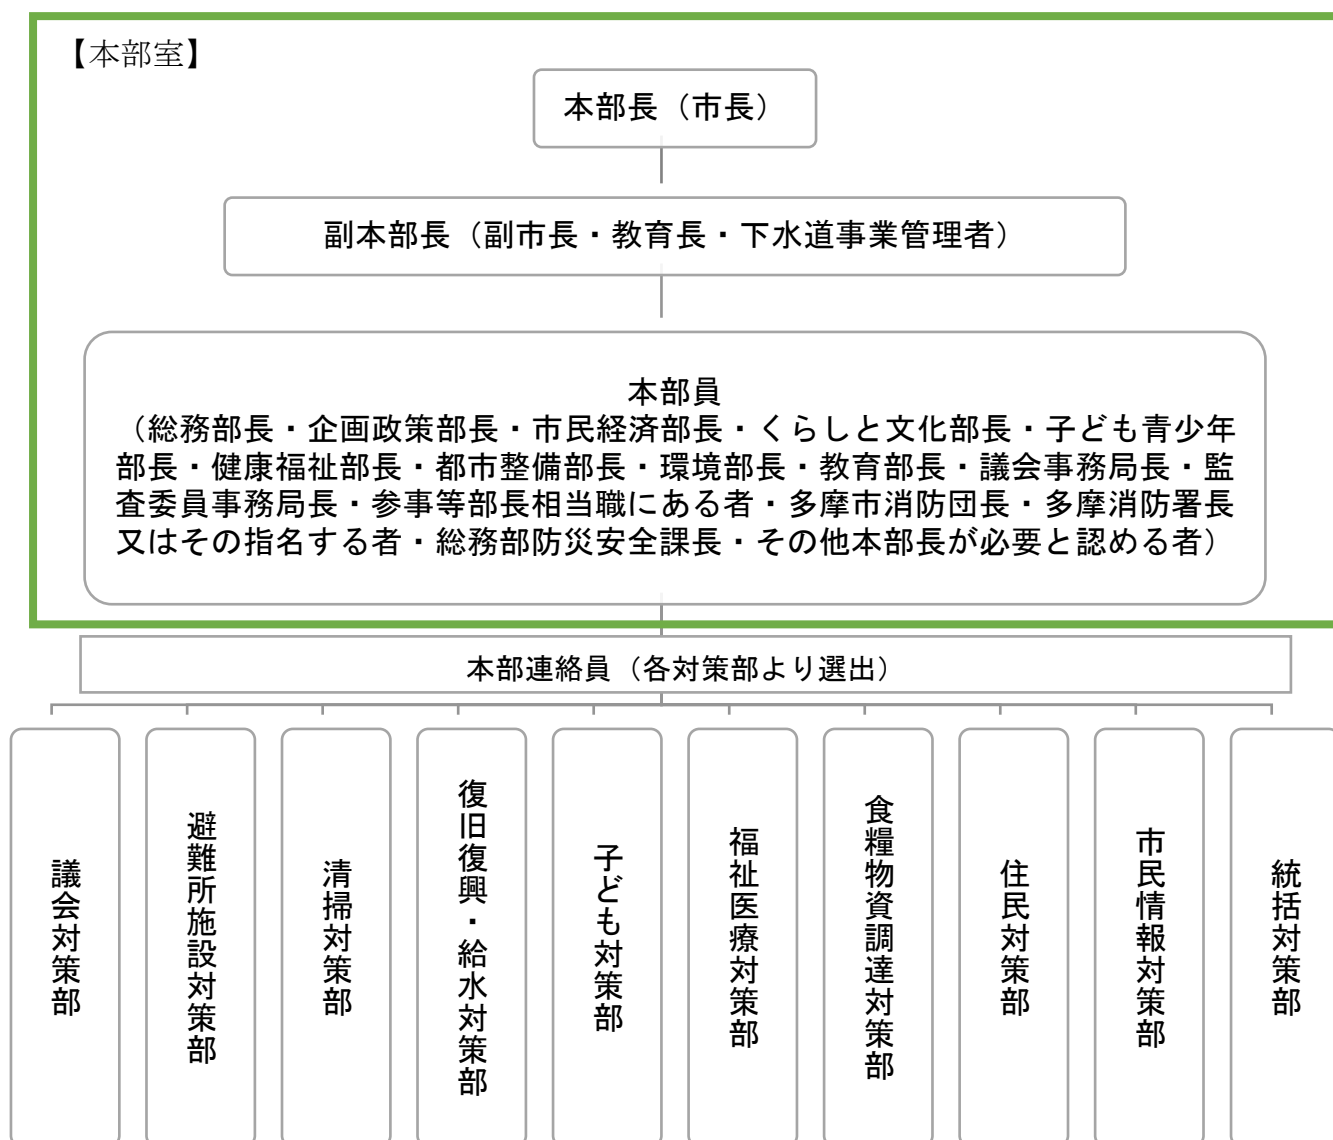 【本部室】
本部長（市長）
副本部長（副市長・教育長・下水道事業管理者）
本部員
（総務部長・企画政策部長・市民経済部長・くらしと文化部長・子ども青少年
部長・健康福祉部長・都市整備部長・環境部長・教育部長・議会事務局長・監
査委員事務局長・参事等部長相当職にある者・多摩市消防団長・多摩消防署長
又はその指名する者・総務部防災安全課長・その他本部長が必要と認める者）
本部連絡員（各対策部より選出）
議会対策部
避難所施設対策部
清掃対策部
復旧復興・給水対策部
子ども対策部
福祉医療対策部
食糧物資調達対策部
住民対策部
市民情報対策部
統括対策部